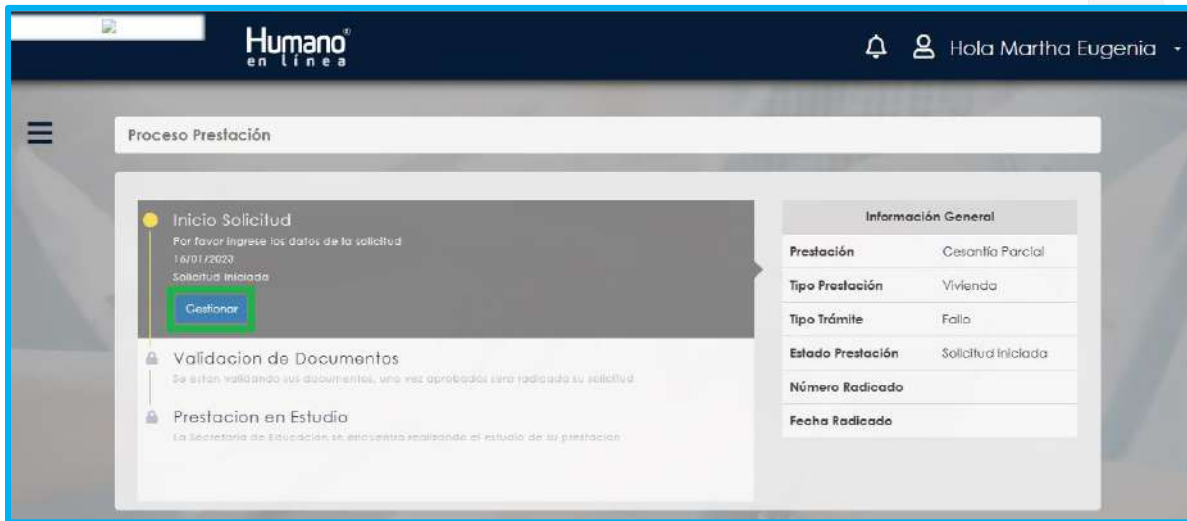 Humano®
en línea
Hola Martha Eugenia
Proceso Prestación
Inicio Solicitud
Por favor ingrese los datos de la solicitud
16/01/2023
Solicitud Iniciada
Gestionar
Validacion de Documentos
Se estan validando sus documentos, una vez aprobados sera radicada su solicitud
Prestacion en Estudio
La Secretaria de Educación se encuentra realizando el estudio de su prestacion
Información General
Prestación Cesantía Parcial
Tipo Prestación Vivienda
Tipo Trámite Fallo
Estado Prestación Solicitud Iniciada
Número Radicado
Fecha Radicado